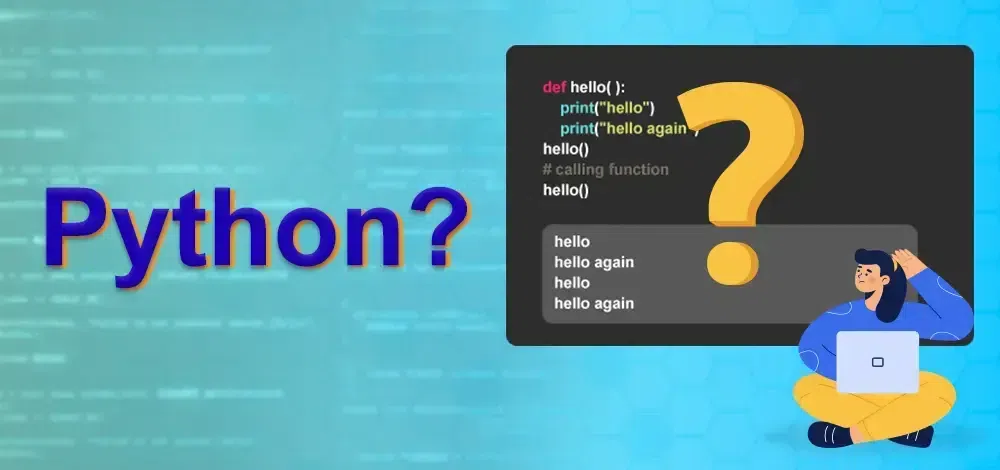 Python?
def hello( ):
print("hello")
print("hello again")
hello()
# calling function
hello()
hello
hello again
hello
hello again